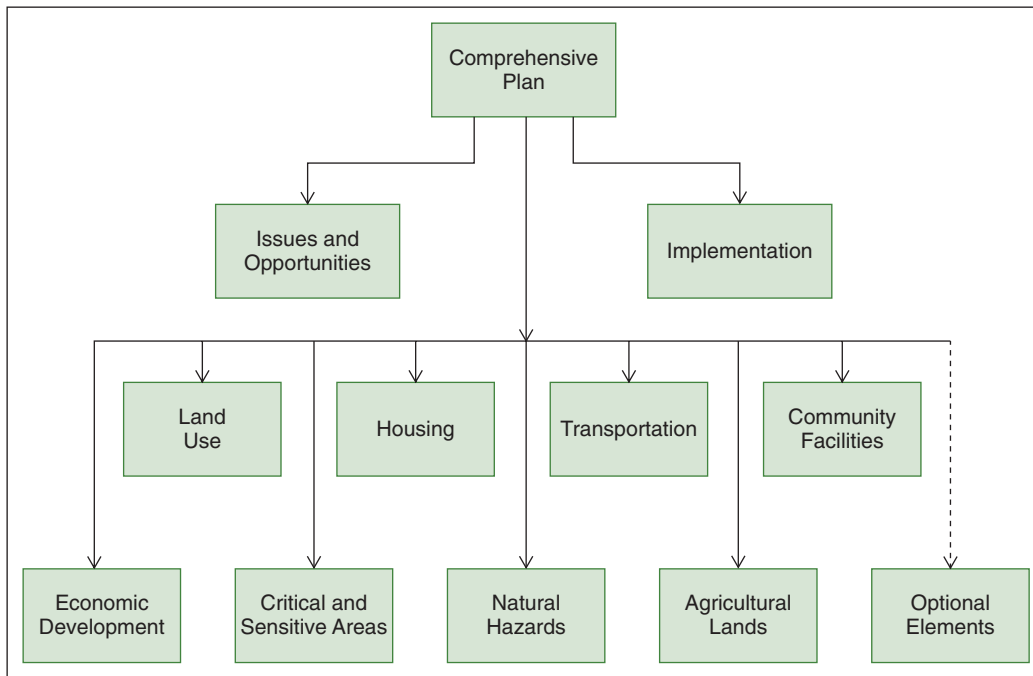 Comprehensive
Plan
Issues and
Opportunities
Implementation
Land
Use
Housing
Transportation
Community
Facilities
Economic
Development
Critical and
Sensitive Areas
Natural
Hazards
Agricultural
Lands
Optional
Elements